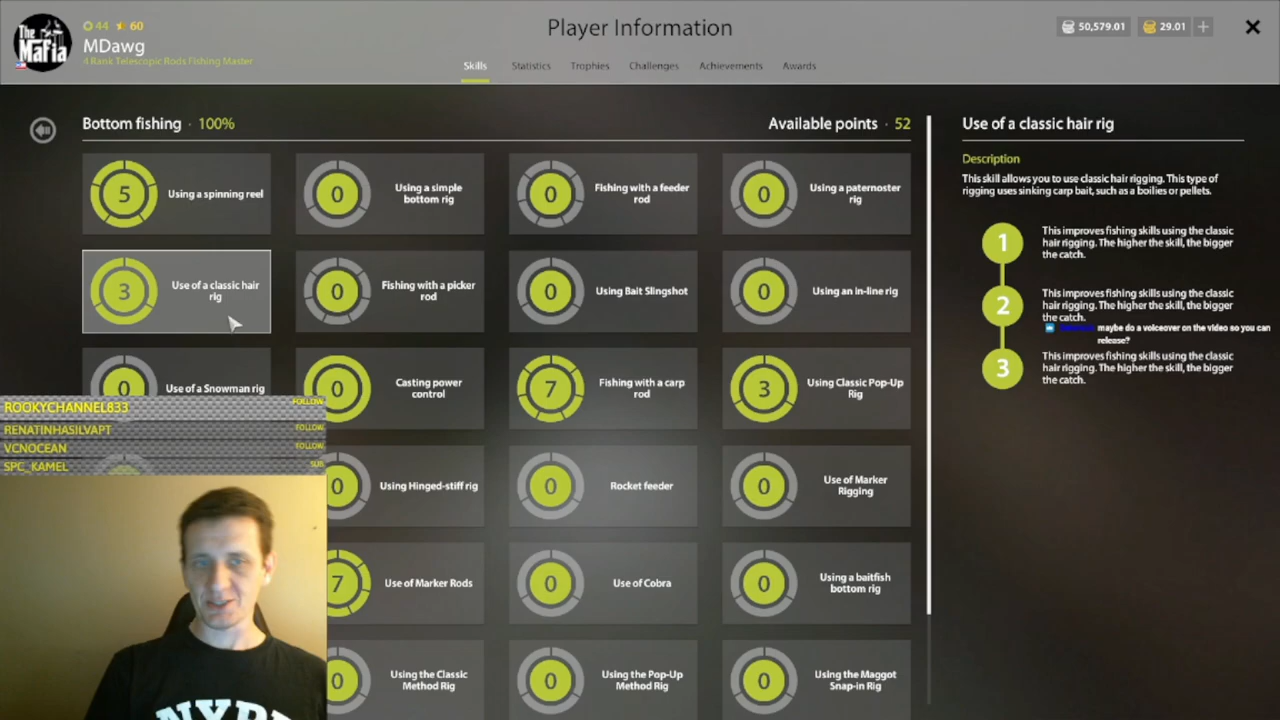 The
Mafia
44 60
MDawg
4 Rank Telescopic Rods Fishing Master
Player Information
50,579.01 29.01 +
Skills Statistics Trophies Challenges Achievements Awards
Bottom fishing · 100%
Available points · 52
5 Using a spinning reel
0 Using a simple
bottom rig
0 Fishing with a feeder
rod
0 Using a paternoster
rig
3 Use of a classic hair
rig
0 Fishing with a picker
rod
0 Using Bait Slingshot
0 Using an in-line rig
0 Use of a Snowman rig
0 Casting power
control
7 Fishing with a carp
rod
3 Using Classic Pop-Up
Rig
0 Using Hinged-stiff rig
0 Rocket feeder
0 Use of Marker
Rigging
7 Use of Marker Rods
0 Use of Cobra
0 Using a baitfish
bottom rig
0 Using the Classic
Method Rig
0 Using the Pop-Up
Method Rig
0 Using the Maggot
Snap-in Rig
Use of a classic hair rig
Description
This skill allows you to use classic hair rigging. This type of
rigging uses sinking carp bait, such as a boilies or pellets.
1 This improves fishing skills using the classic
hair rigging. The higher the skill, the bigger
the catch.
2 This improves fishing skills using the classic
hair rigging. The higher the skill, the bigger
the catch.
maybe do a voiceover on the video so you can
release?
3 This improves fishing skills using the classic
hair rigging. The higher the skill, the bigger
the catch.
ROOKYCHANNEL833 FOLLOW
RENATINHASILVAPT FOLLOW
VCNOCEAN FOLLOW
SPC_KAMEL SUB